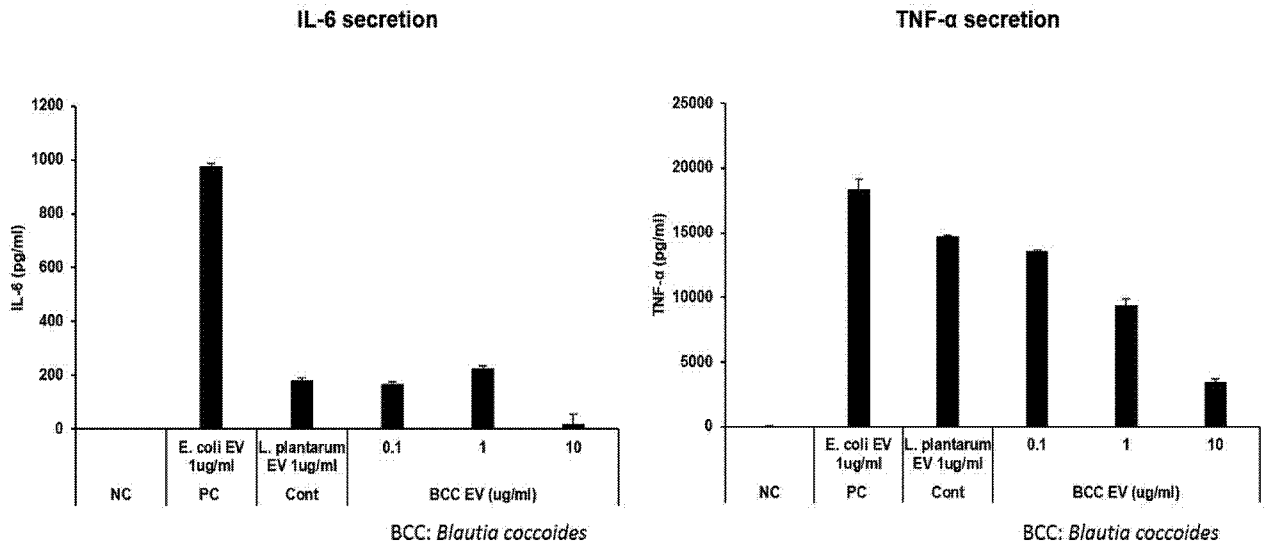 IL-6 secretion
TNF-α secretion
IL-6 (pg/ml)
1200
1000
800
600
400
200
0
E. coli EV
1ug/ml
L. plantarum
EV 1ug/ml
0.1
1
10
NC
PC
Cont
BCC EV (ug/ml)
BCC: Blautia coccoides
TNF-α (pg/ml)
25000
20000
15000
10000
5000
0
E. coli EV
1ug/ml
L. plantarum
EV 1ug/ml
0.1
1
10
NC
PC
Cont
BCC EV (ug/ml)
BCC: Blautia coccoides